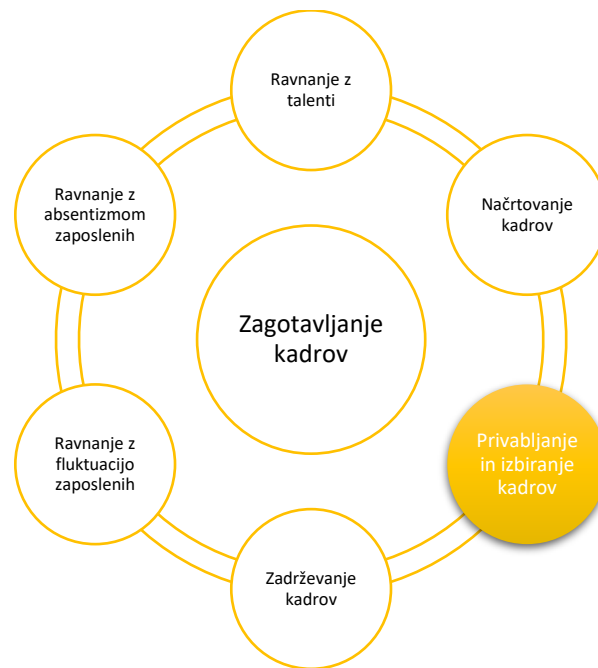 Ravnanje z
talenti
Načrtovanje
kadrov
Privabljanje
in izbiranje
kadrov
Zadrževanje
kadrov
Ravnanje z
fluktuacijo
zaposlenih
Ravnanje z
absentizmom
zaposlenih
Zagotavljanje
kadrov